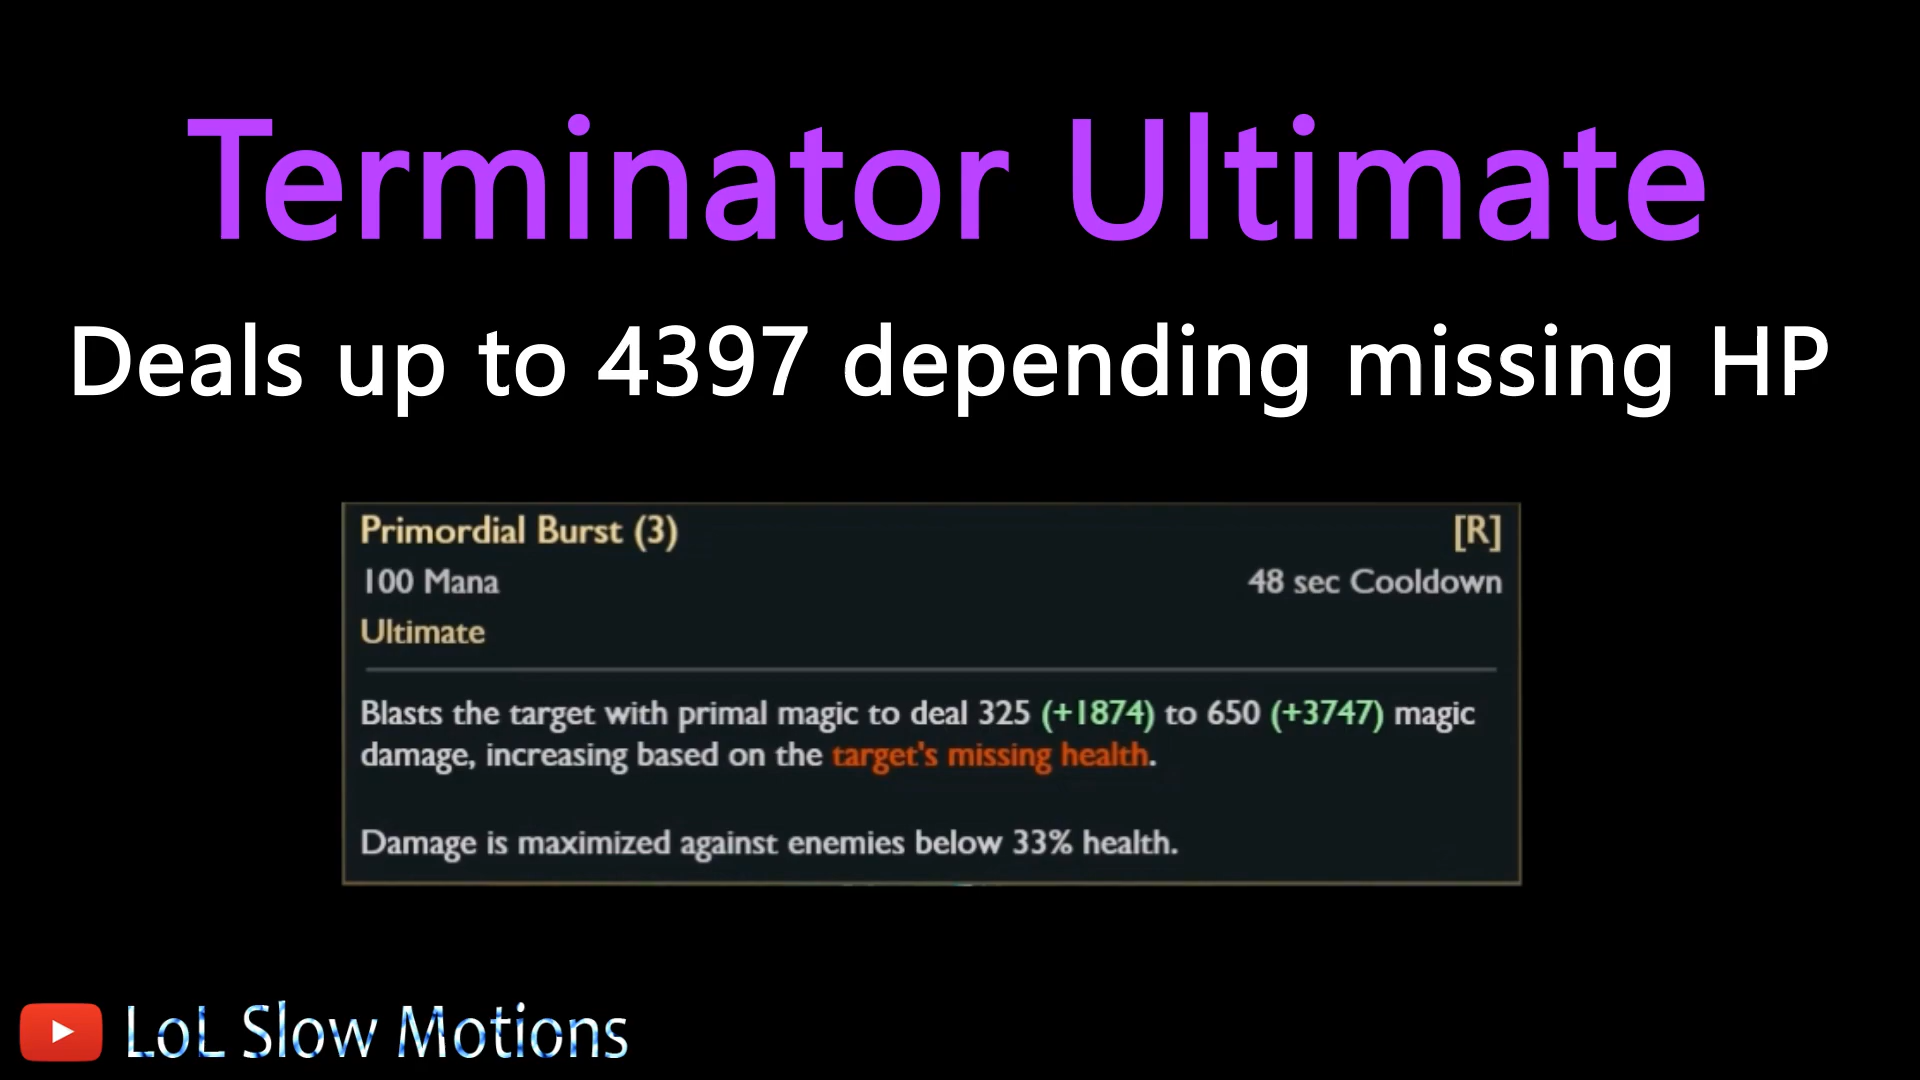 Terminator Ultimate
Deals up to 4397 depending missing HP
Primordial Burst (3) [R]
100 Mana 48 sec Cooldown
Ultimate
Blasts the target with primal magic to deal 325 (+1874) to 650 (+3747) magic
damage, increasing based on the target's missing health.
Damage is maximized against enemies below 33% health.
LoL Slow Motions